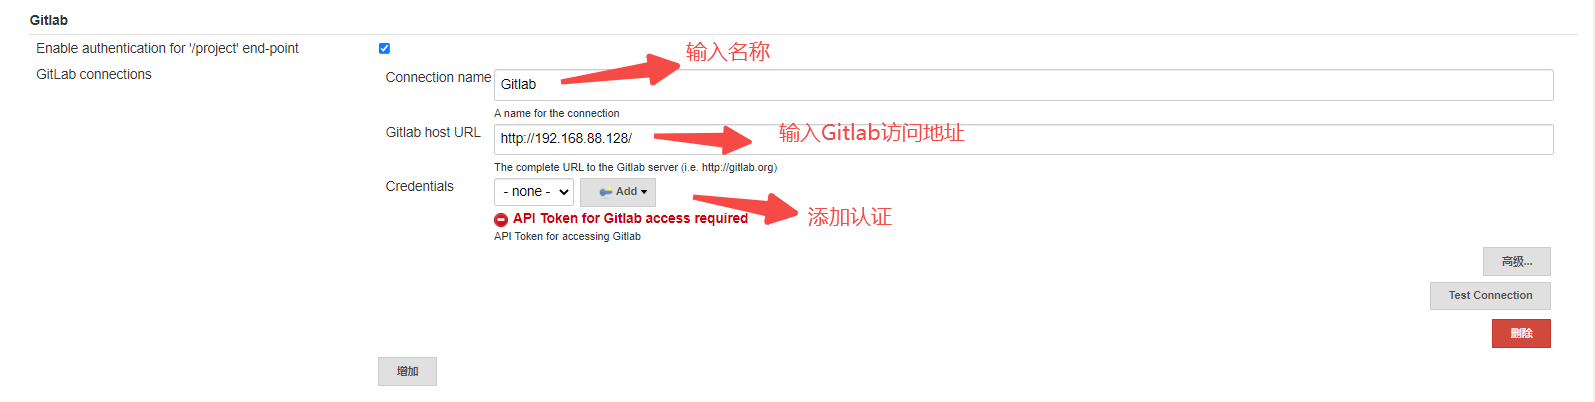 Gitlab
Enable authentication for '/project' end-point
GitLab connections
输入名称
Connection name
Gitlab
A name for the connection
Gitlab host URL
http://192.168.88.128/
输入Gitlab访问地址
The complete URL to the Gitlab server (i.e. http://gitlab.org)
Credentials
- none -
Add
添加认证
API Token for Gitlab access required
API Token for accessing Gitlab
高级...
Test Connection
删除
增加